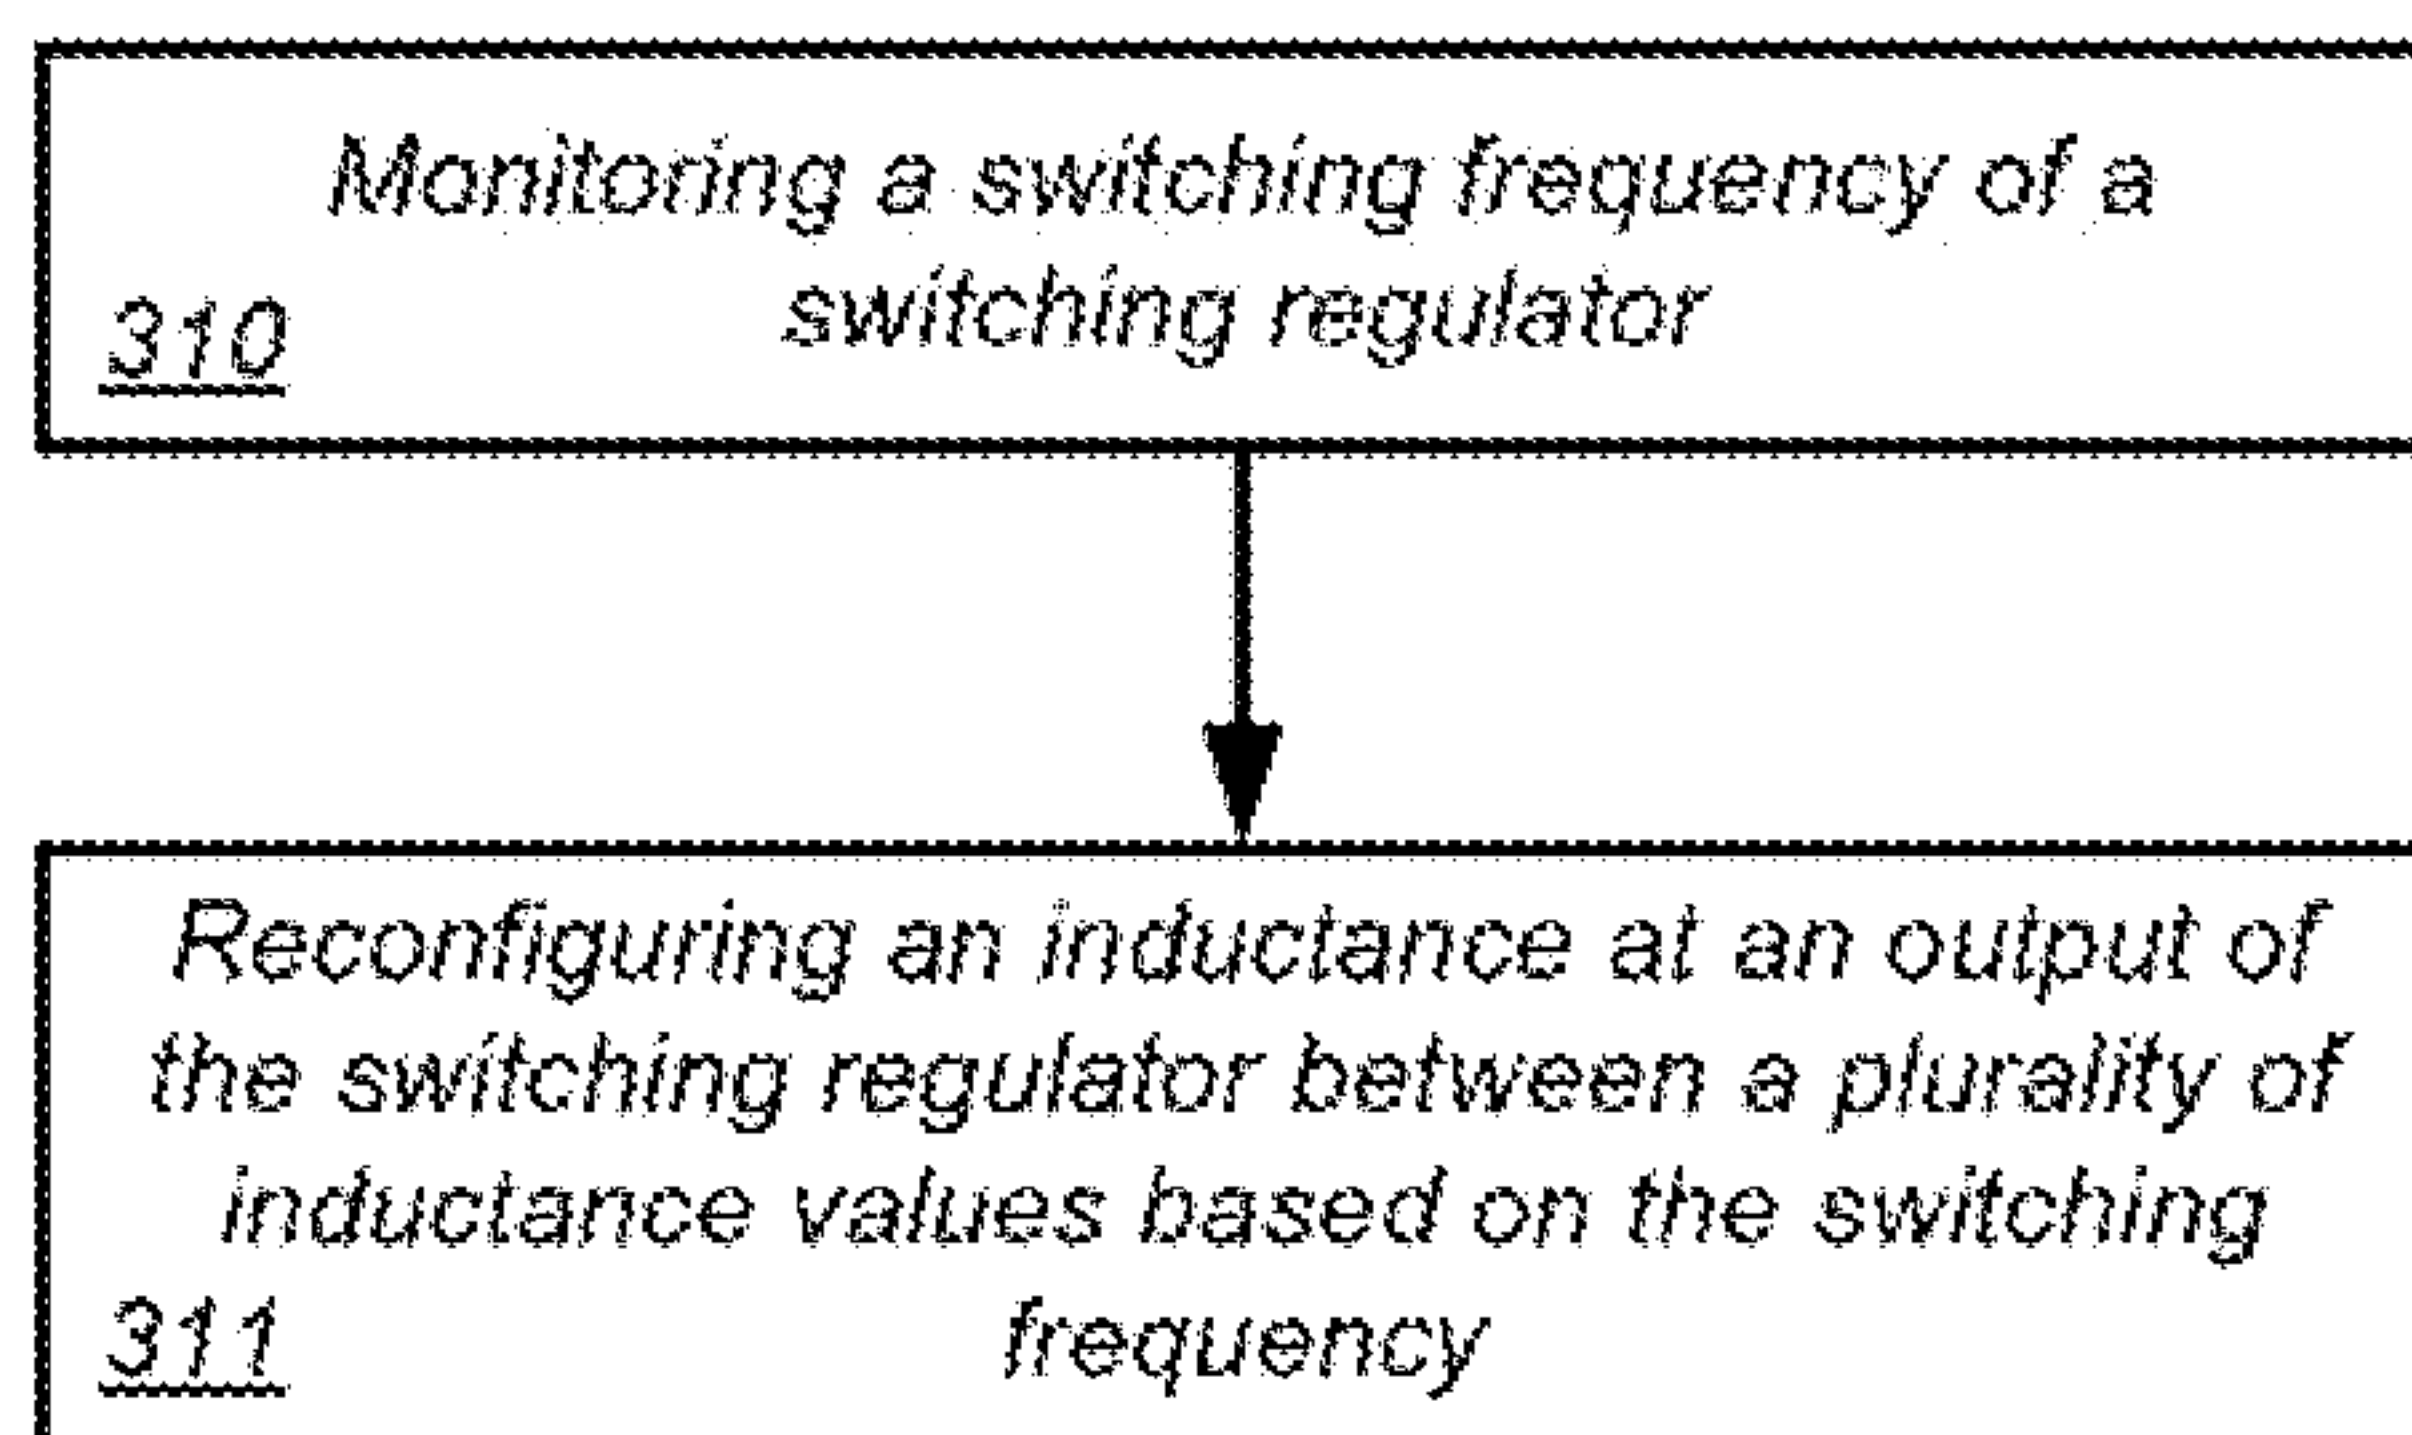 Monitoring a switching frequency of a
switching regulator
310
Reconfiguring an inductance at an output of
the switching regulator between a plurality of
inductance values based on the switching
frequency
311